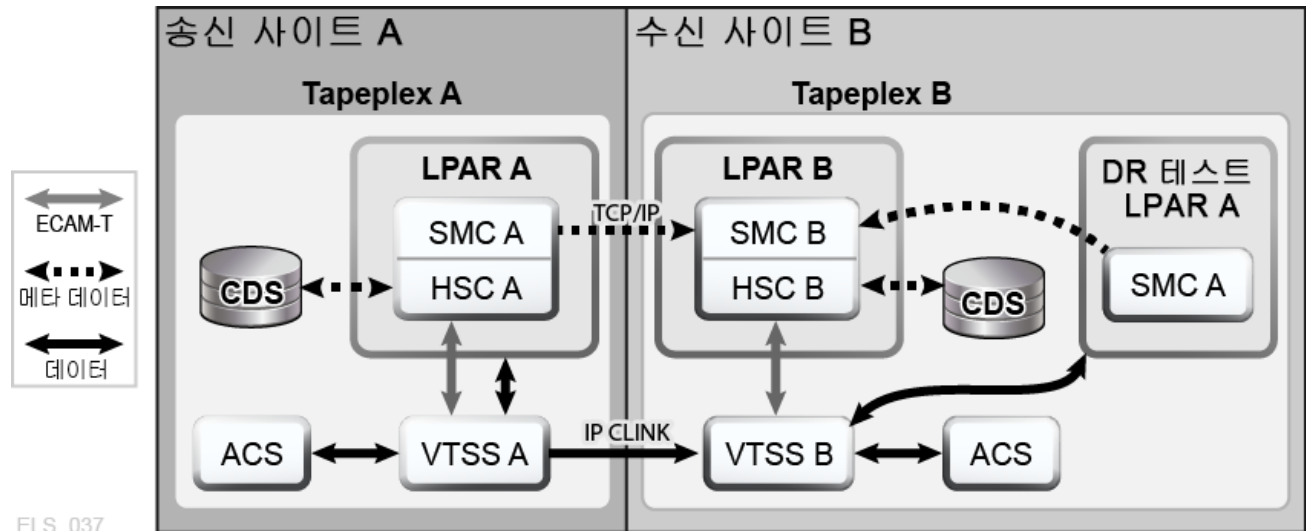 송신 사이트 A
수신 사이트 B
Tapeplex A
Tapeplex B
LPAR A
LPAR B
DR 테스트
LPAR A
ECAM-T
메타 데이터
데이터
TCP/IP
SMC A
HSC A
SMC B
HSC B
SMC A
CDS
CDS
IP CLINK
ACS
VTSS A
VTSS B
ACS
ELS_037